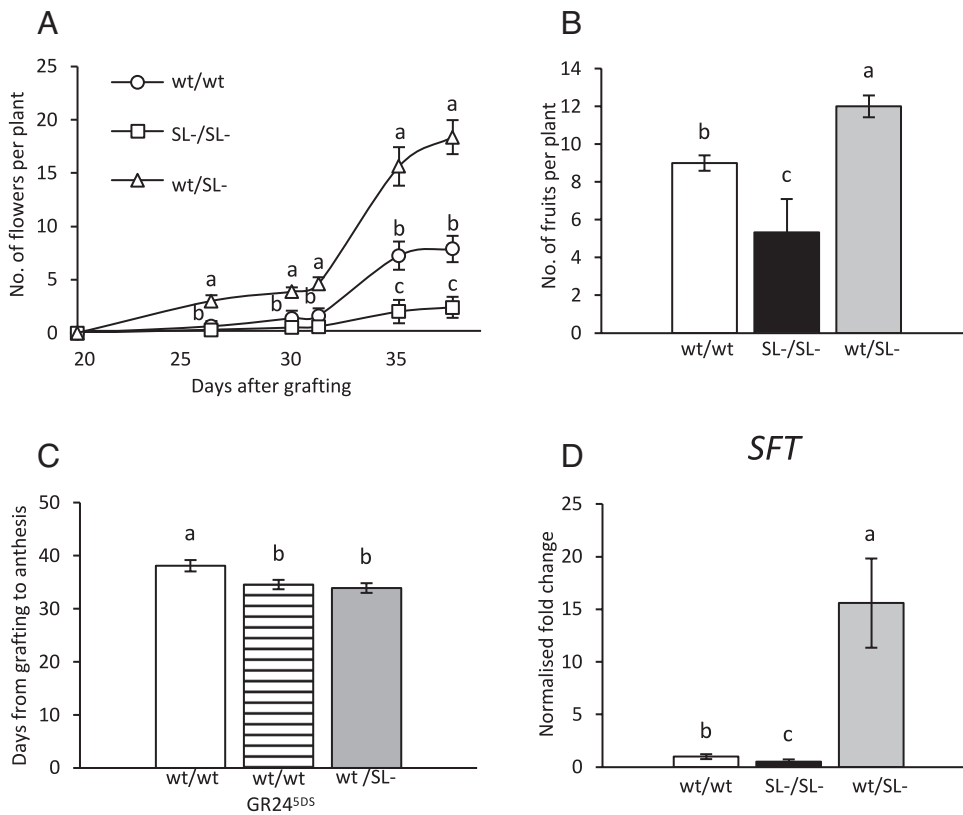 A
25
20
15
10
5
0
No. of flowers per plant
wt/wt
SL-/SL-
wt/SL-
a
a
a
a
a
b
b
b
b
b
c
c
20
25
30
35
Days after grafting
B
14
12
10
8
6
4
2
0
No. of fruits per plant
b
c
a
wt/wt
SL-/SL-
wt/SL-
C
50
40
30
20
10
0
Days from grafting to anthesis
a
b
b
wt/wt
wt/wt
GR24⁵ᴰˢ
wt /SL-
D
SFT
25
20
15
10
5
0
Normalised fold change
b
c
a
wt/wt
SL-/SL-
wt/SL-